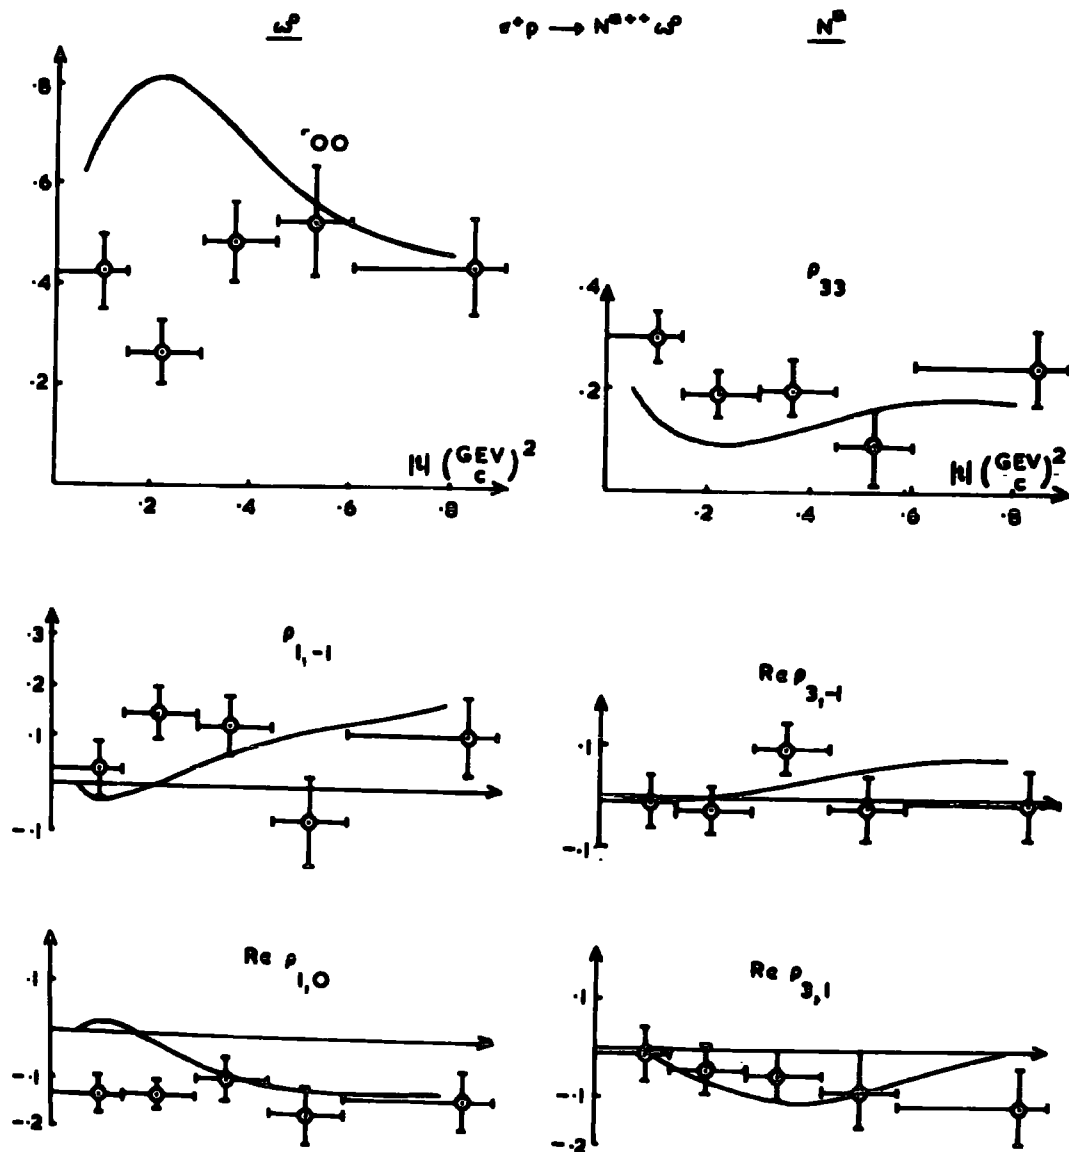 ω° π⁺p → N*⁺⁺ ω° N*
.8
.6
.4
.2
ρ00
|t| (GEV/c)²
.2 .4 .6 .8
ρ33
.4
.2
|t| (GEV/c)²
.2 .4 .6 .8
ρ1,-1
.3
.2
.1
-.1
Re ρ3,-1
.1
-.1
Re ρ1,0
.1
-.1
-.2
Re ρ3,1
.1
-.1
-.2